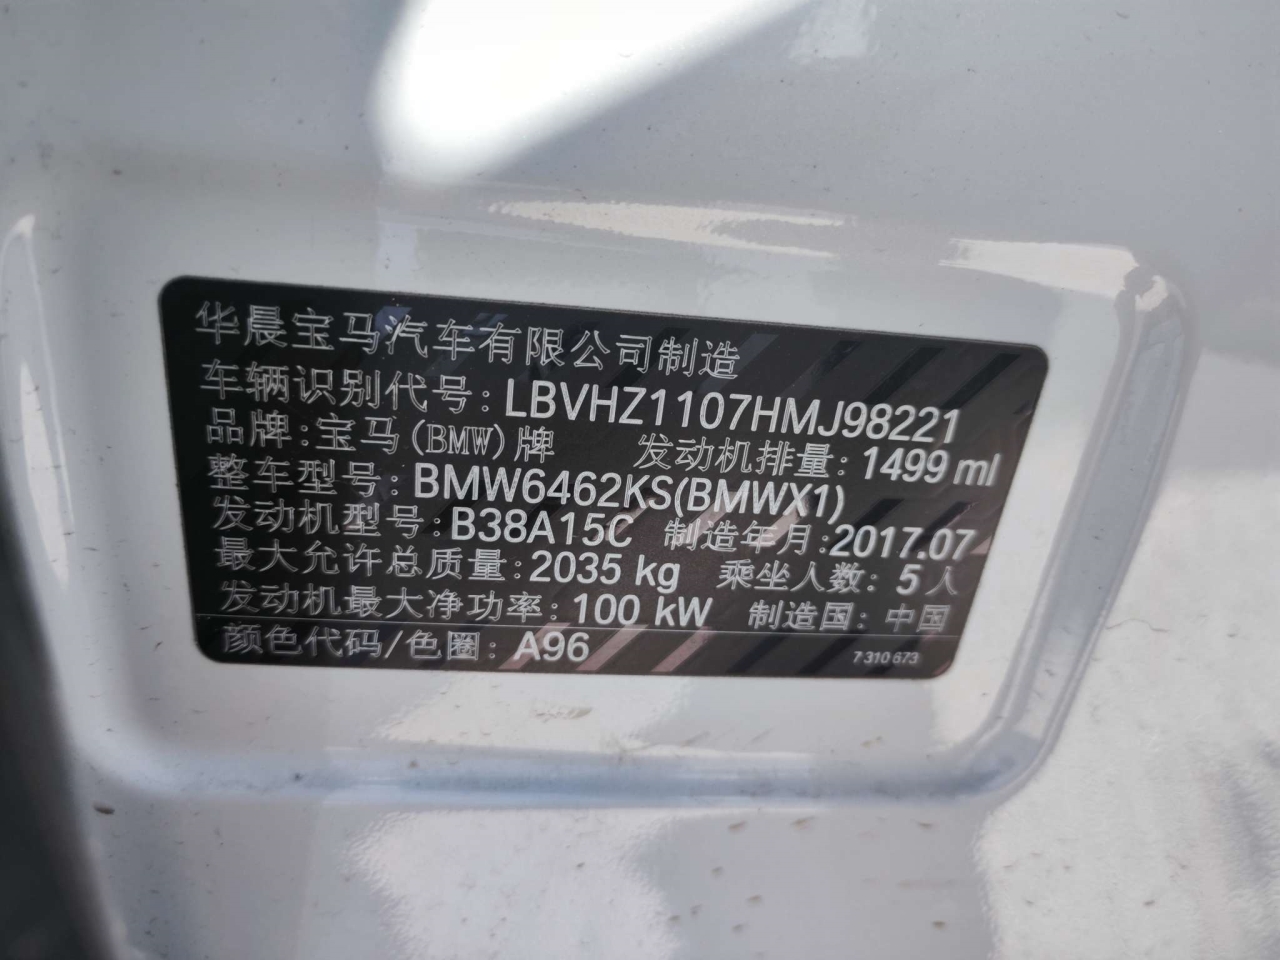 华晨宝马汽车有限公司制造
车辆识别代号: LBVHZ1107HMJ98221
品牌:宝马(BMW)牌 发动机排量: 1499 ml
整车型号: BMW6462KS(BMWX1)
发动机型号: B38A15C 制造年月:2017.07
最大允许总质量: 2035 kg 乘坐人数: 5人
发动机最大净功率: 100 kW 制造国: 中国
颜色代码/色圈: A96 7 310 673